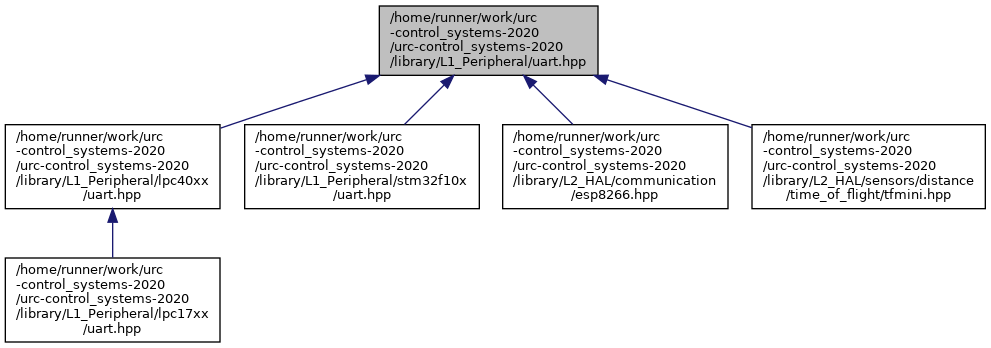 /home/runner/work/urc
-control_systems-2020
/urc-control_systems-2020
/library/L1_Peripheral/uart.hpp
/home/runner/work/urc
-control_systems-2020
/urc-control_systems-2020
/library/L1_Peripheral/lpc40xx
/uart.hpp
/home/runner/work/urc
-control_systems-2020
/urc-control_systems-2020
/library/L1_Peripheral/stm32f10x
/uart.hpp
/home/runner/work/urc
-control_systems-2020
/urc-control_systems-2020
/library/L2_HAL/communication
/esp8266.hpp
/home/runner/work/urc
-control_systems-2020
/urc-control_systems-2020
/library/L2_HAL/sensors/distance
/time_of_flight/tfmini.hpp
/home/runner/work/urc
-control_systems-2020
/urc-control_systems-2020
/library/L1_Peripheral/lpc17xx
/uart.hpp